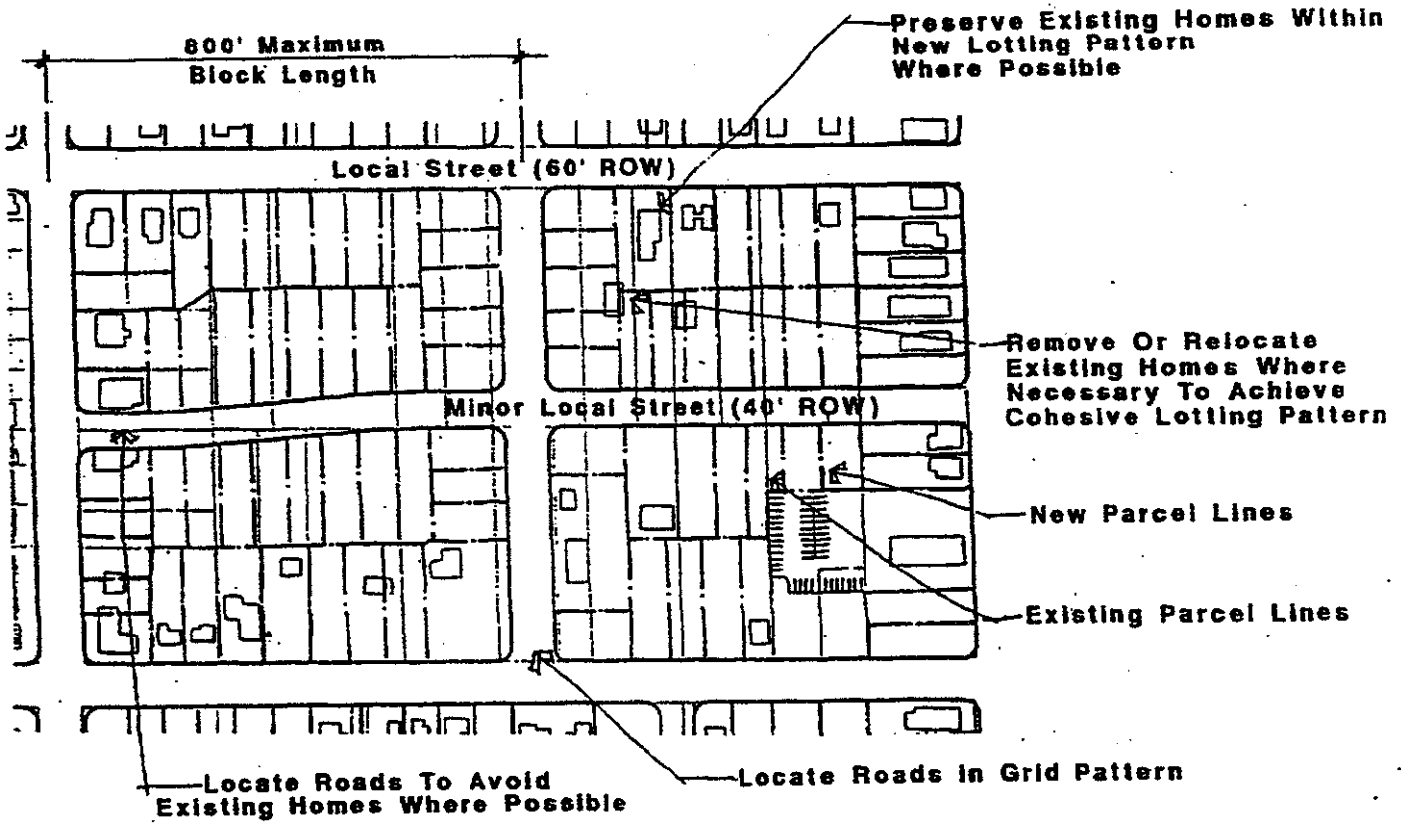 Preserve Existing Homes Within
New Lotting Pattern
Where Possible
800' Maximum
Block Length
Local Street (60' ROW)
Remove Or Relocate
Existing Homes Where
Necessary To Achieve
Cohesive Lotting Pattern
Minor Local Street (40' ROW)
New Parcel Lines
Existing Parcel Lines
Locate Roads To Avoid
Existing Homes Where Possible
Locate Roads in Grid Pattern